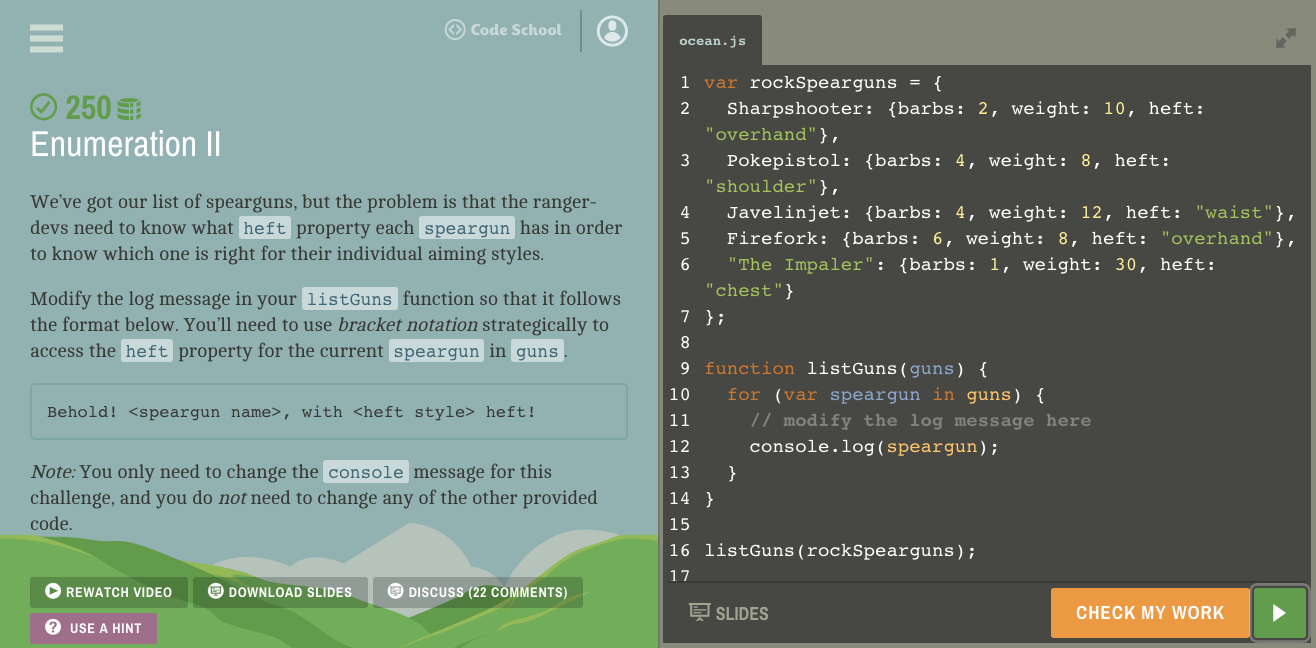 Code School
250
Enumeration II
We've got our list of spearguns, but the problem is that the ranger-
devs need to know what heft property each speargun has in order
to know which one is right for their individual aiming styles.
Modify the log message in your listGuns function so that it follows
the format below. You'll need to use bracket notation strategically to
access the heft property for the current speargun in guns.
Behold! <speargun name>, with <heft style> heft!
Note: You only need to change the console message for this
challenge, and you do not need to change any of the other provided
code.
REWATCH VIDEO
DOWNLOAD SLIDES
DISCUSS (22 COMMENTS)
USE A HINT
ocean.js
1 var rockSpearguns = {
2   Sharpshooter: {barbs: 2, weight: 10, heft:
"overhand"},
3   Pokepistol: {barbs: 4, weight: 8, heft:
"shoulder"},
4   Javelinjet: {barbs: 4, weight: 12, heft: "waist"},
5   Firefork: {barbs: 6, weight: 8, heft: "overhand"},
6   "The Impaler": {barbs: 1, weight: 30, heft:
"chest"}
7 };
8
9 function listGuns(guns) {
10   for (var speargun in guns) {
11     // modify the log message here
12     console.log(speargun);
13   }
14 }
15
16 listGuns(rockSpearguns);
17
SLIDES
CHECK MY WORK